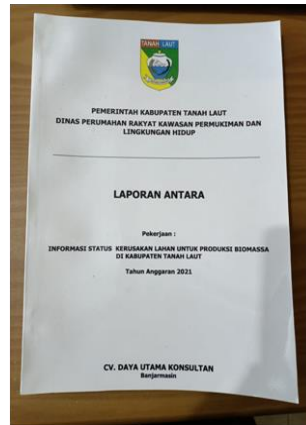 TANAH LAUT
PEMERINTAH KABUPATEN TANAH LAUT
DINAS PERUMAHAN RAKYAT KAWASAN PERMUKIMAN DAN
LINGKUNGAN HIDUP
LAPORAN ANTARA
Pekerjaan :
INFORMASI STATUS KERUSAKAN LAHAN UNTUK PRODUKSI BIOMASSA
DI KABUPATEN TANAH LAUT
Tahun Anggaran 2021
CV. DAYA UTAMA KONSULTAN
Banjarmasin